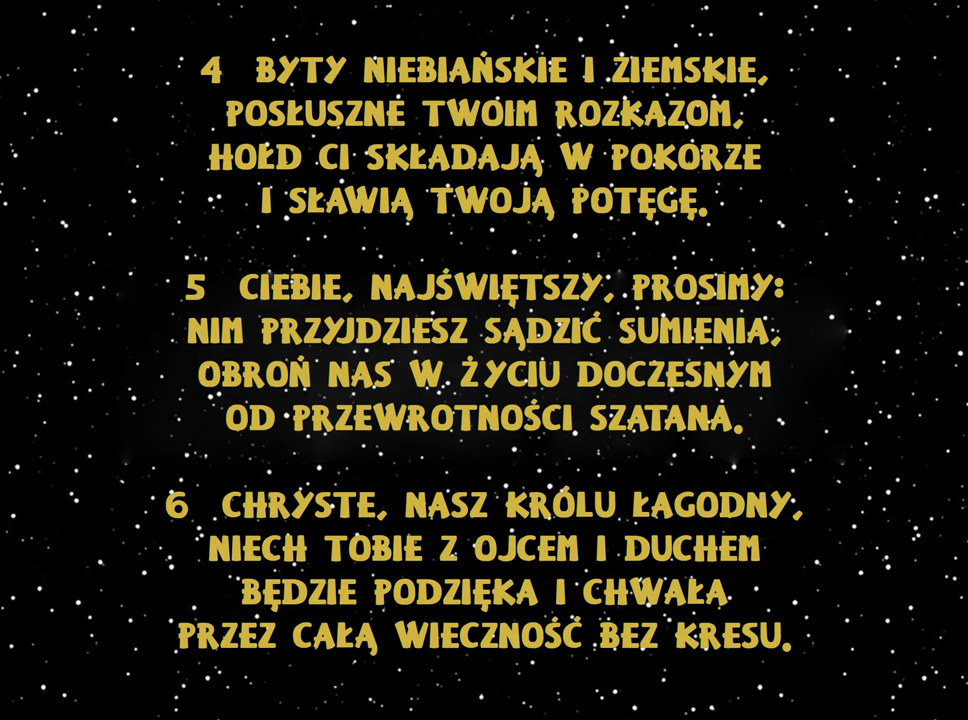 4 BYTY NIEBIAŃSKIE I ZIEMSKIE,
POSŁUSZNE TWOIM ROZKAZOM,
HOŁD CI SKŁADAJĄ W POKORZE
I SŁAWIĄ TWOJĄ POTĘGĘ.
5 CIEBIE, NAJŚWIĘTSZY, PROSIMY:
NIM PRZYJDZIESZ SĄDZIĆ SUMIENIA,
OBROŃ NAS W ŻYCIU DOCZESNYM
OD PRZEWROTNOŚCI SZATANA.
6 CHRYSTE, NASZ KRÓLU ŁAGODNY,
NIECH TOBIE Z OJCEM I DUCHEM
BĘDZIE PODZIĘKA I CHWAŁA
PRZEZ CAŁĄ WIECZNOŚĆ BEZ KRESU.